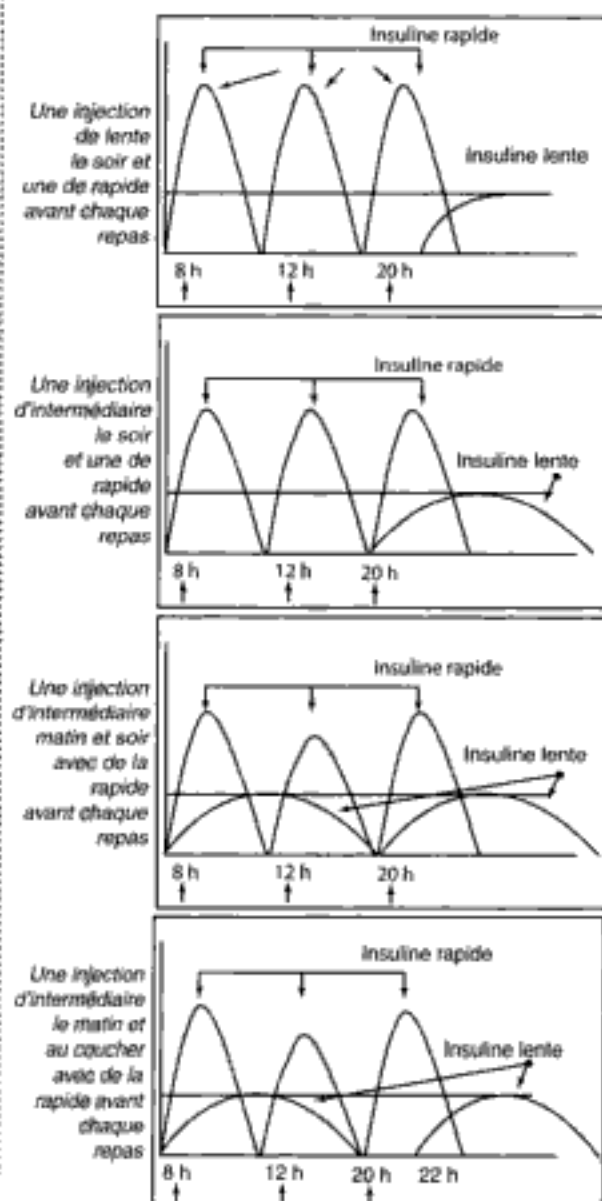 Une injection
de lente
le soir et
une de rapide
avant chaque
repas
Insuline rapide
Insuline lente
8 h
12 h
20 h
Une injection
d'intermédiaire
le soir
et une de
rapide
avant chaque
repas
Insuline rapide
Insuline lente
8 h
12 h
20 h
Une injection
d'intermédiaire
matin et soir
avec de la
rapide
avant chaque
repas
Insuline rapide
Insuline lente
8 h
12 h
20 h
Une injection
d'intermédiaire
le matin et
au coucher
avec de la
rapide avant
chaque
repas
Insuline rapide
Insuline lente
8 h
12 h
20 h
22 h